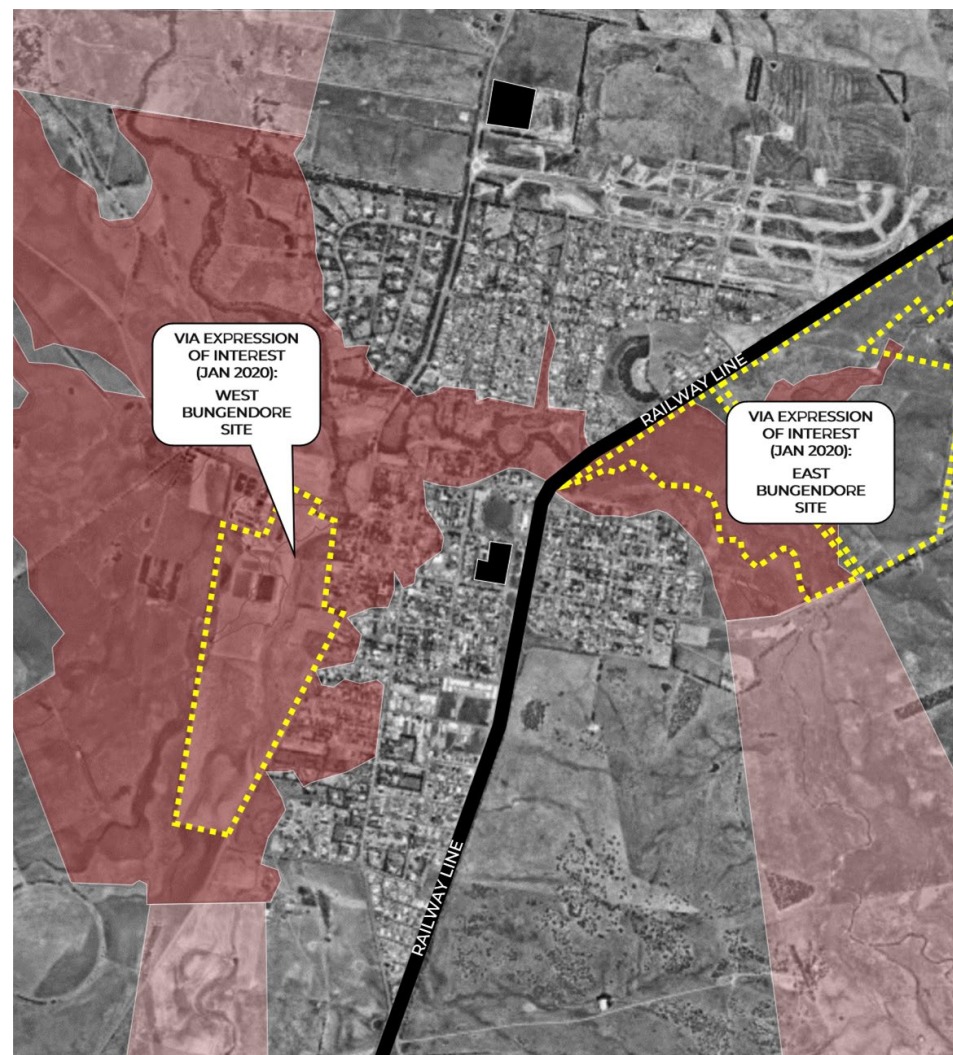 VIA EXPRESSION
OF INTEREST
(JAN 2020):
WEST
BUNGENDORE
SITE
RAILWAY LINE
VIA EXPRESSION
OF INTEREST
(JAN 2020):
EAST
BUNGENDORE
SITE
RAILWAY LINE